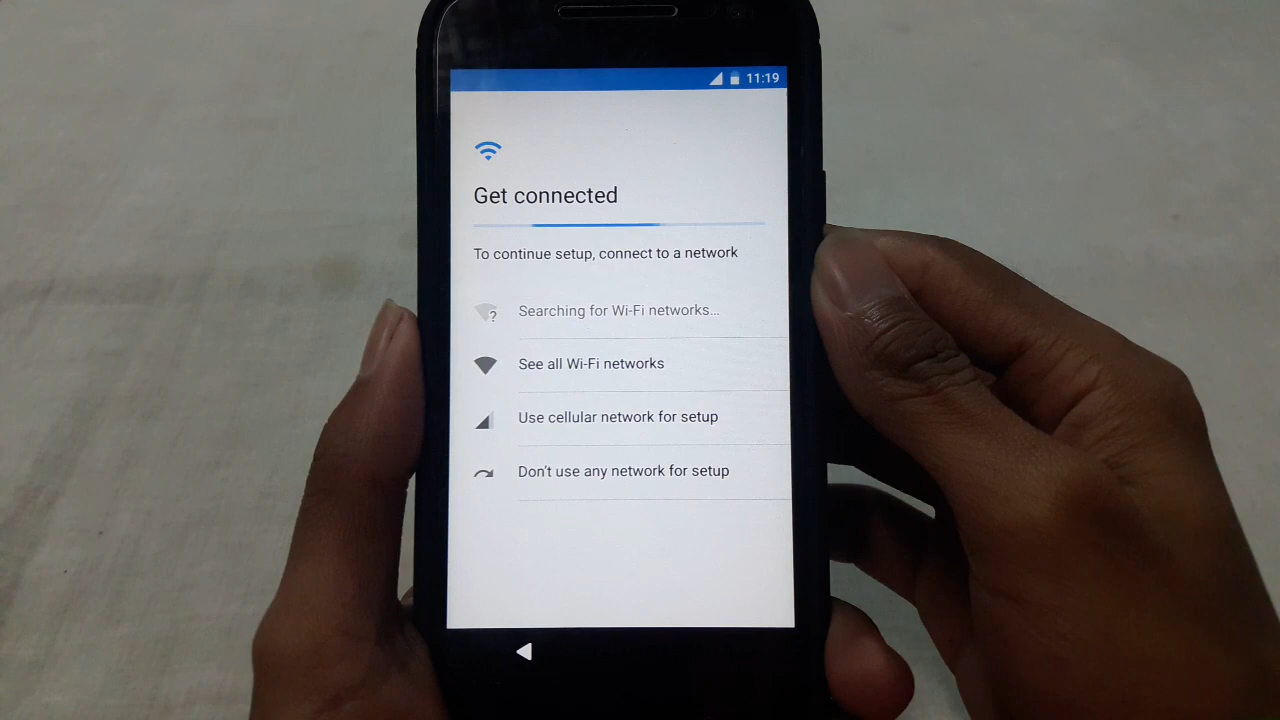 11:19
Get connected
To continue setup, connect to a network
Searching for Wi-Fi networks...
?
See all Wi-Fi networks
Use cellular network for setup
Don't use any network for setup